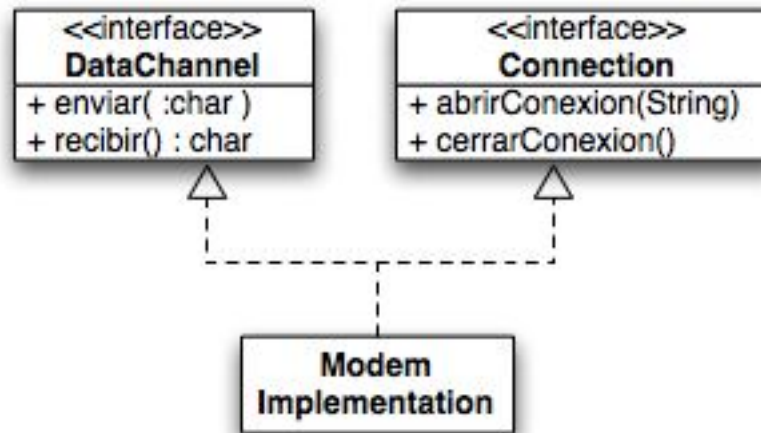 <<interface>>
DataChannel
+ enviar( :char )
+ recibir() : char
<<interface>>
Connection
+ abrirConexion(String)
+ cerrarConexion()
Modem
Implementation